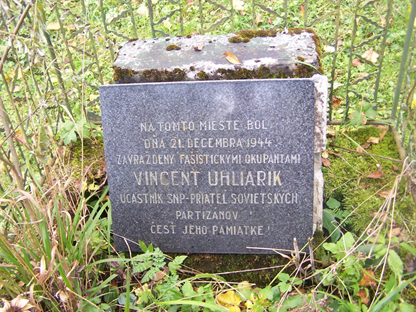 NA TOMTO MIESTE BOL
DŇA 21. DECEMBRA 1944
ZAVRAŽDENÝ FAŠISTICKÝMI OKUPANTAMI
VINCENT UHLIARIK
ÚČASTNÍK SNP-PRIATEĽ SOVIETSKYCH
PARTIZÁNOV
ČESŤ JEHO PAMIATKE!